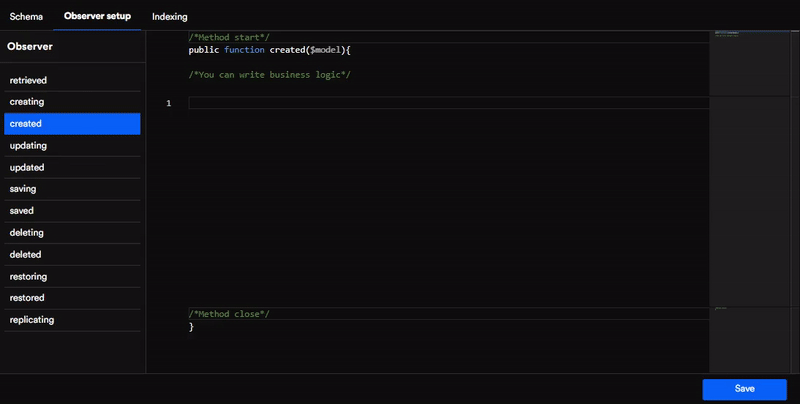 Schema Observer setup Indexing
Observer
retrieved
creating
created
updating
updated
saving
saved
deleting
deleted
restoring
restored
replicating
/*Method start*/
public function created($model){
/*You can write business logic*/
1
/*Method close*/
}
Save